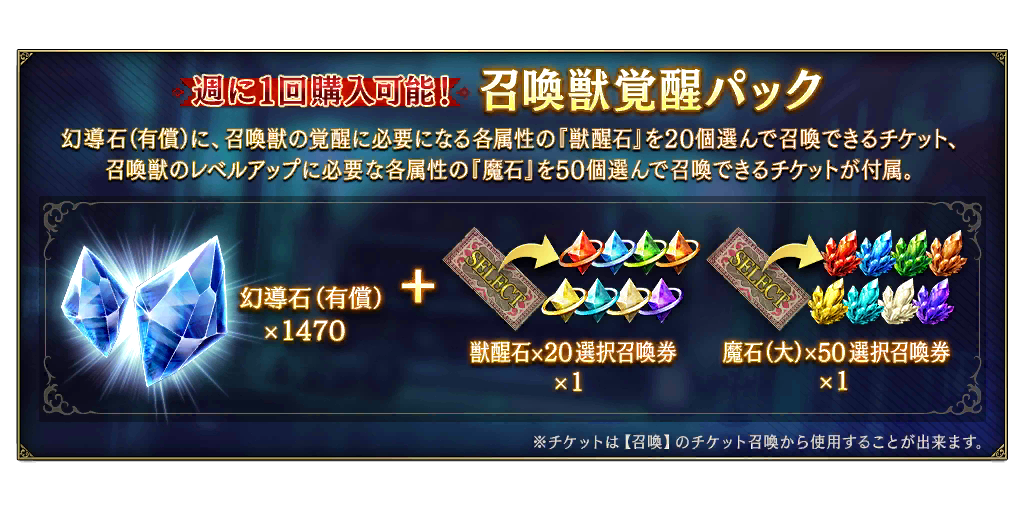 週に1回購入可能！ 召喚獣覚醒パック
幻導石(有償)に、召喚獣の覚醒に必要になる各属性の『獣醒石』を20個選んで召喚できるチケット、
召喚獣のレベルアップに必要な各属性の『魔石』を50個選んで召喚できるチケットが付属。
幻導石(有償)
×1470
+
SELECT
獣醒石×20選択召喚券
×1
SELECT
魔石(大)×50選択召喚券
×1
※チケットは【召喚】のチケット召喚から使用することが出来ます。